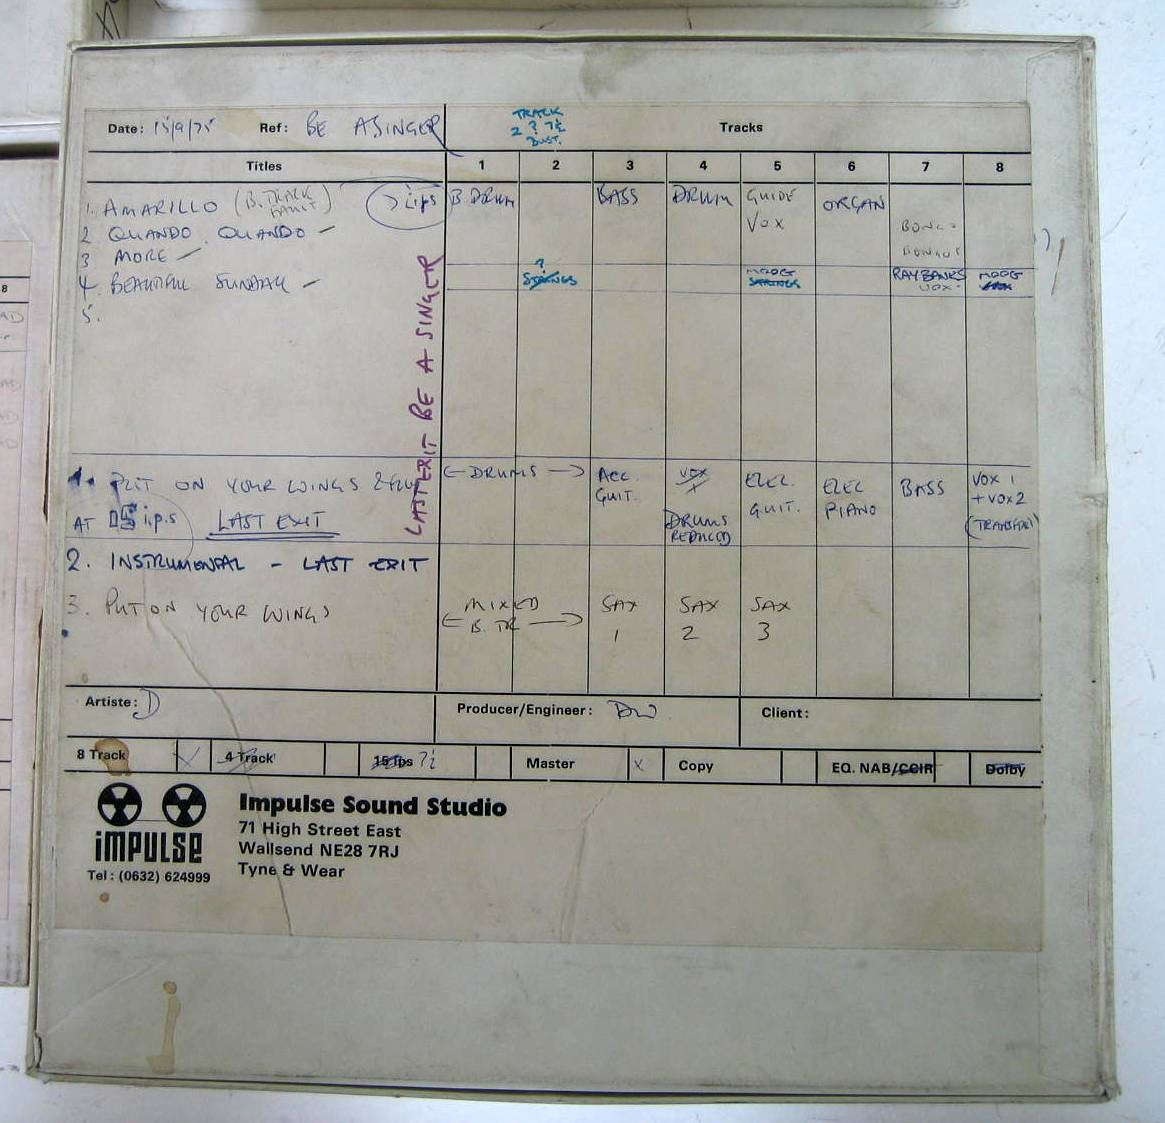 Date: 15/9/75 Ref: BE A SINGER
TRACK
2 ? 7½
DUST.
Tracks
Titles 1 2 3 4 5 6 7 8
1. AMARILLO (B. TRACK ips B DRUM BASS DRUM GUIDE VOX ORGAN
2 QUANDO QUANDO - BONGO
3 MORE - BONGOS
4. BEAUTIFUL SUNDAY - ? STRINGS MOOG STRINGS RAY BANKS VOX. MOOG VOX
5.
LAST EXIT BE A SINGER
1. PUT ON YOUR WINGS & ← DRUMS → ACC. GUIT. VOX DRUMS REDUCED ELEC. GUIT. ELEC PIANO BASS VOX 1 + VOX 2
AT 15 i.p.s LAST EXIT
2. INSTRUMENTAL - LAST EXIT
3. PUT ON YOUR WINGS ← MIXED B. TR → SAX 1 SAX 2 SAX 3
Artiste: D Producer/Engineer: DW Client:
8 Track X 4 Track 15 ips 7½ Master X Copy EQ. NAB/CCIR Dolby
iMPULSE
Tel: (0632) 624999
Impulse Sound Studio
71 High Street East
Wallsend NE28 7RJ
Tyne & Wear
8